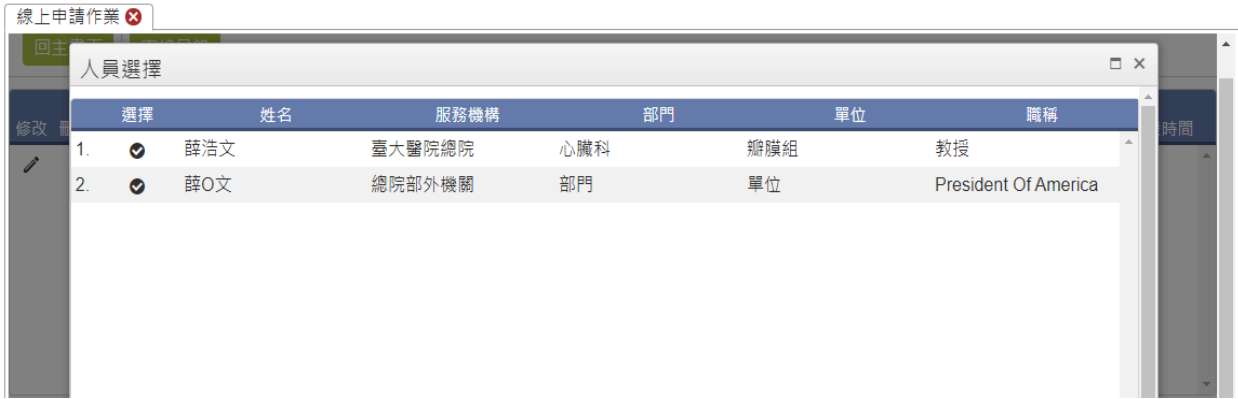 線上申請作業
人員選擇
選擇 姓名 服務機構 部門 單位 職稱
修改
時間
1. 薛浩文 臺大醫院總院 心臟科 瓣膜組 教授
2. 薛O文 總院部外機關 部門 單位 President Of America